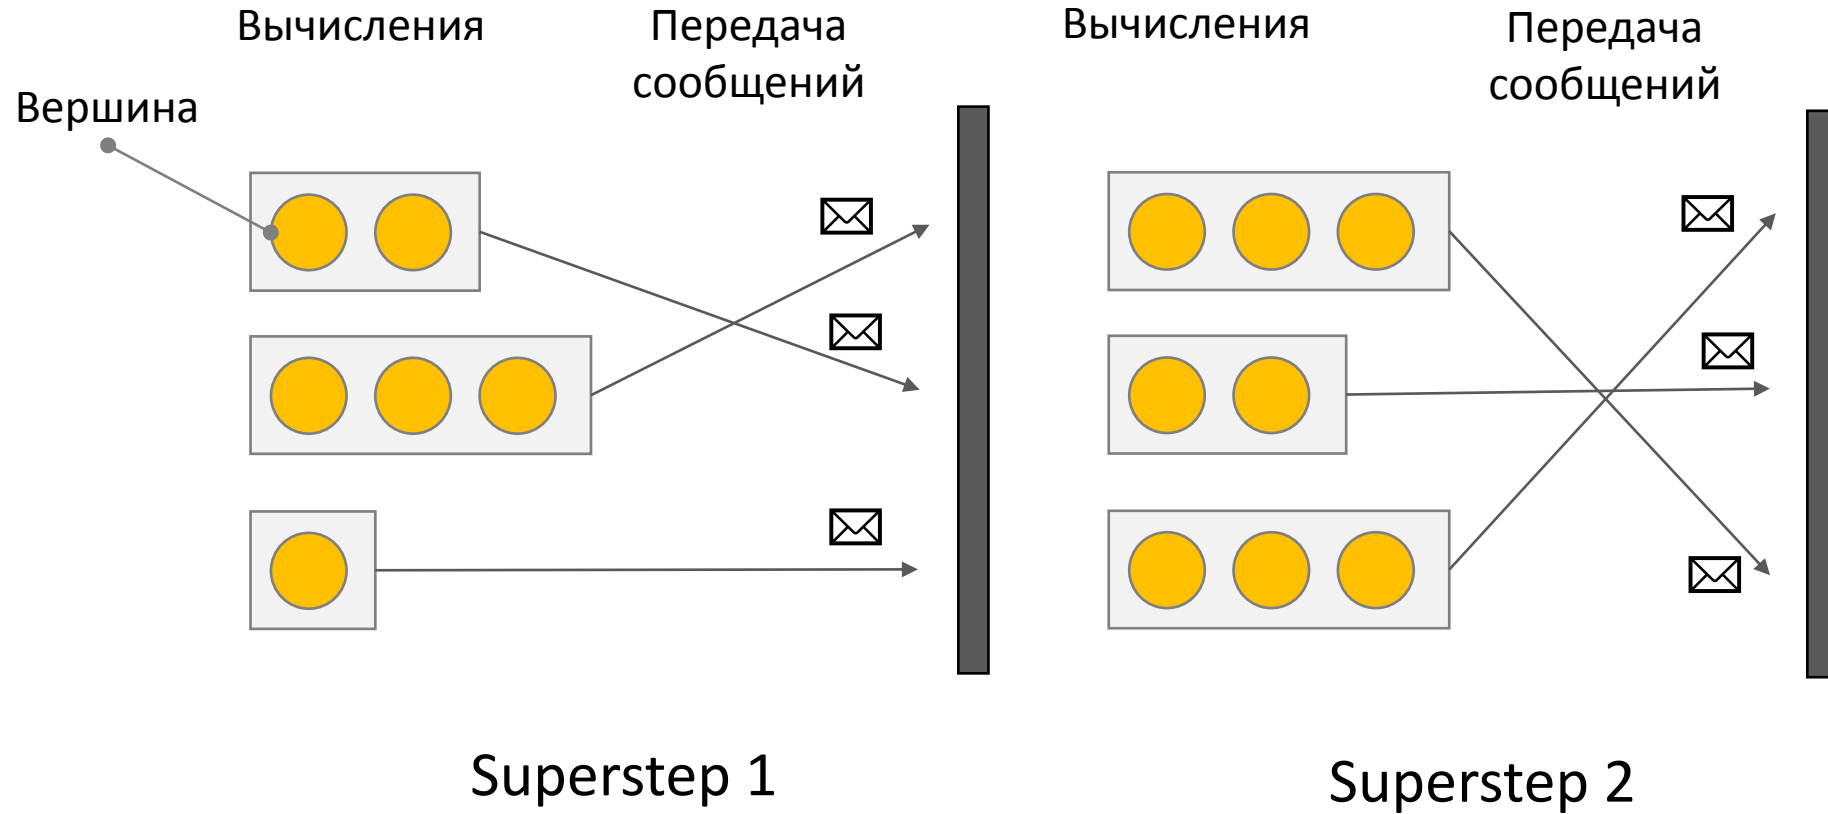 Вычисления
Передача
сообщений
Вершина
Superstep 1
Вычисления
Передача
сообщений
Superstep 2